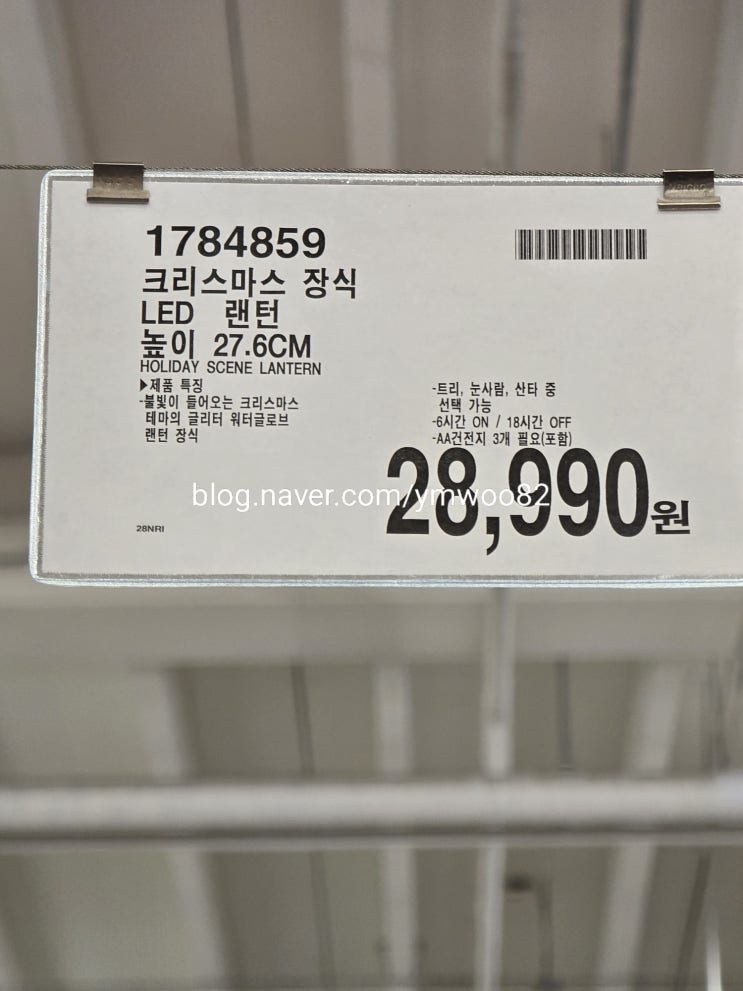 1784859
크리스마스 장식
LED 랜턴
높이 27.6CM
HOLIDAY SCENE LANTERN
▶제품 특징
-불빛이 들어오는 크리스마스
테마의 글리터 워터글로브
랜턴 장식
-트리, 눈사람, 산타 중
선택 가능
-6시간 ON / 18시간 OFF
-AA건전지 3개 필요(포함)
28,990원
blog.naver.com/ymwoo82
28NRI